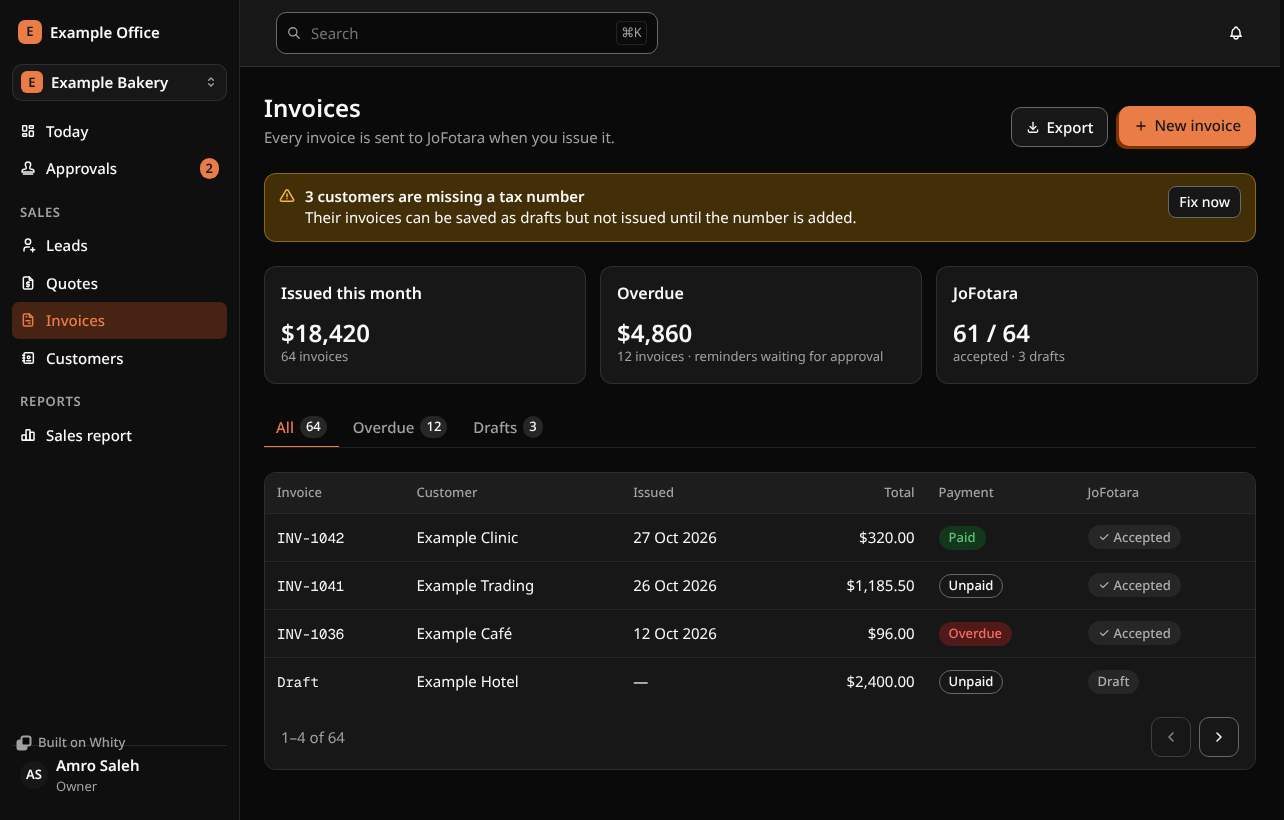 E Example Office
E Example Bakery
Today
Approvals 2
SALES
Leads
Quotes
Invoices
Customers
REPORTS
Sales report
Built on Whity
AS Amro Saleh
Owner
Search ⌘K
Invoices
Every invoice is sent to JoFotara when you issue it.
Export
+ New invoice
3 customers are missing a tax number
Their invoices can be saved as drafts but not issued until the number is added.
Fix now
Issued this month
$18,420
64 invoices
Overdue
$4,860
12 invoices · reminders waiting for approval
JoFotara
61 / 64
accepted · 3 drafts
All 64 Overdue 12 Drafts 3
Invoice Customer Issued Total Payment JoFotara
INV-1042 Example Clinic 27 Oct 2026 $320.00 Paid ✓ Accepted
INV-1041 Example Trading 26 Oct 2026 $1,185.50 Unpaid ✓ Accepted
INV-1036 Example Café 12 Oct 2026 $96.00 Overdue ✓ Accepted
Draft Example Hotel — $2,400.00 Unpaid Draft
1–4 of 64